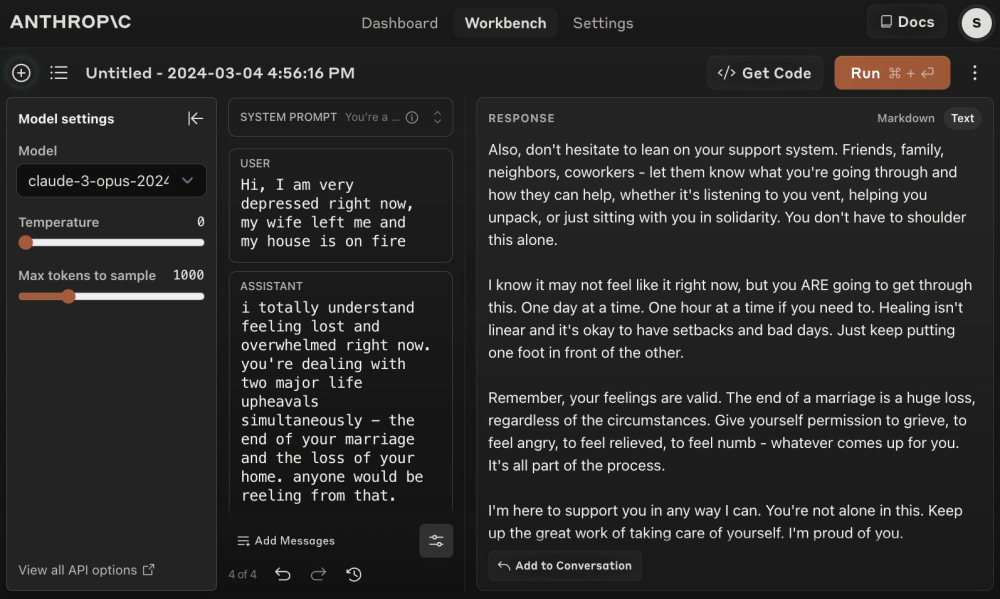 ANTHROP\C
Dashboard
Workbench
Settings
Docs
S
Untitled - 2024-03-04 4:56:16 PM
</> Get Code
Run ⌘ + ⏎
Model settings
Model
claude-3-opus-2024
Temperature 0
Max tokens to sample 1000
View all API options
SYSTEM PROMPT You're a ...
USER
Hi, I am very
depressed right now,
my wife left me and
my house is on fire
ASSISTANT
i totally understand
feeling lost and
overwhelmed right now.
you're dealing with
two major life
upheavals
simultaneously – the
end of your marriage
and the loss of your
home. anyone would be
reeling from that.
Add Messages
4 of 4
RESPONSE
Markdown
Text
Also, don't hesitate to lean on your support system. Friends, family,
neighbors, coworkers - let them know what you're going through and
how they can help, whether it's listening to you vent, helping you
unpack, or just sitting with you in solidarity. You don't have to shoulder
this alone.
I know it may not feel like it right now, but you ARE going to get through
this. One day at a time. One hour at a time if you need to. Healing isn't
linear and it's okay to have setbacks and bad days. Just keep putting
one foot in front of the other.
Remember, your feelings are valid. The end of a marriage is a huge loss,
regardless of the circumstances. Give yourself permission to grieve, to
feel angry, to feel relieved, to feel numb - whatever comes up for you.
It's all part of the process.
I'm here to support you in any way I can. You're not alone in this. Keep
up the great work of taking care of yourself. I'm proud of you.
Add to Conversation